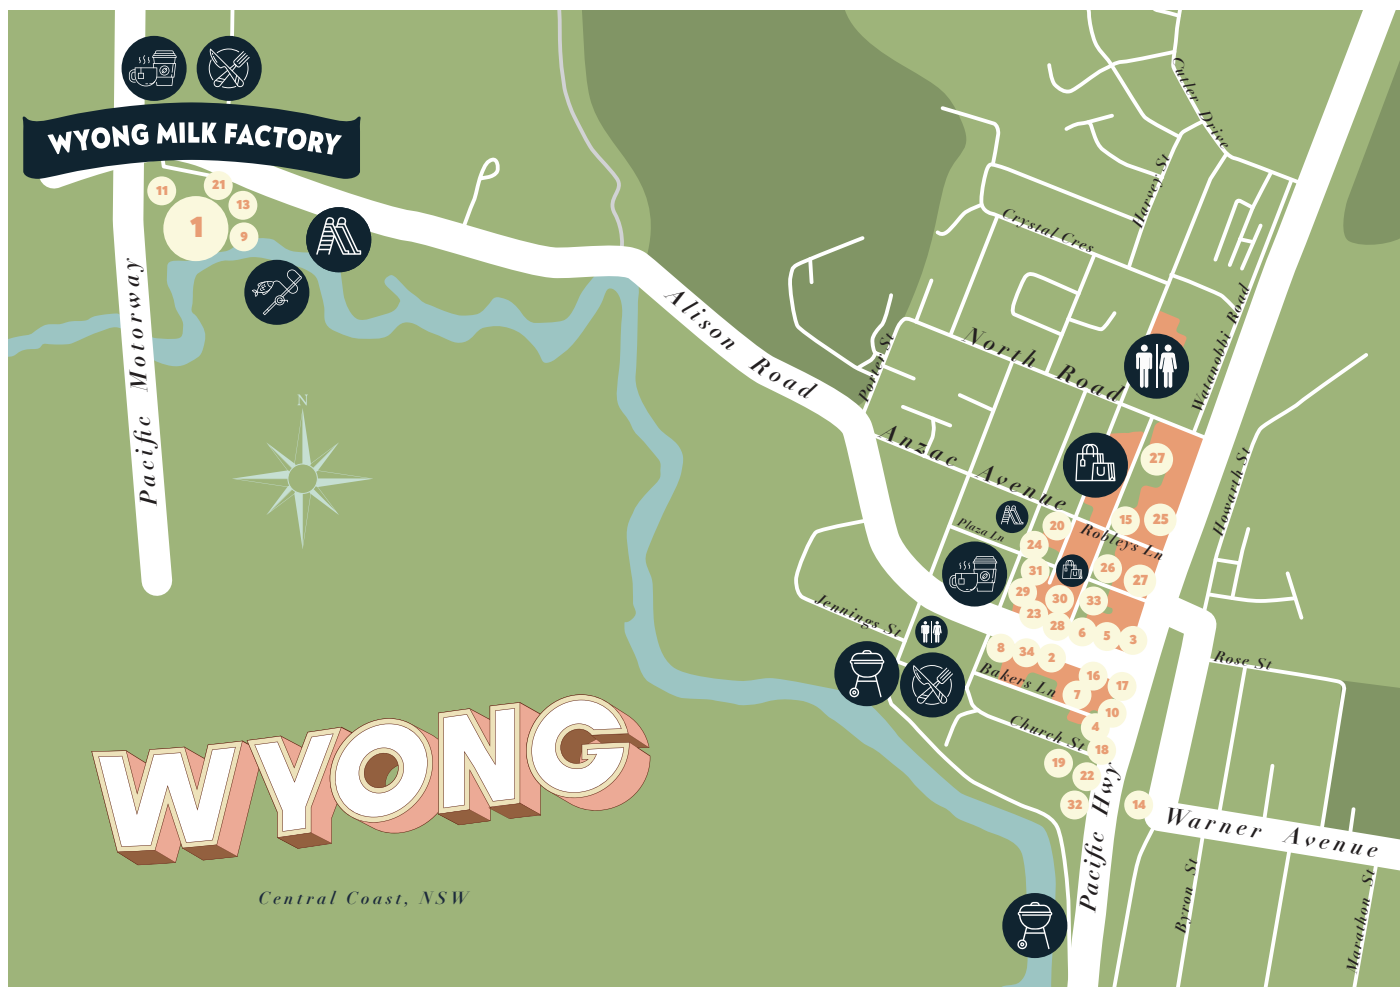 WYONG MILK FACTORY
11
21
13
1
9
Pacific Motorway
N
Alison Road
Cutler Drive
Harvey St
Crystal Cres
Watanobbi Road
North Road
Porter St
Anzac Avenue
Howarth St
27
15
25
20
Robleys Ln
Plaza Ln
24
31
26
27
29
30
33
23
28
6
5
3
Jennings St
8
34
2
Rose St
Bakers Ln
16
17
7
10
4
Church St
18
19
22
32
14
Pacific Hwy
Warner Avenue
Byron St
Marathon St
WYONG
Central Coast, NSW